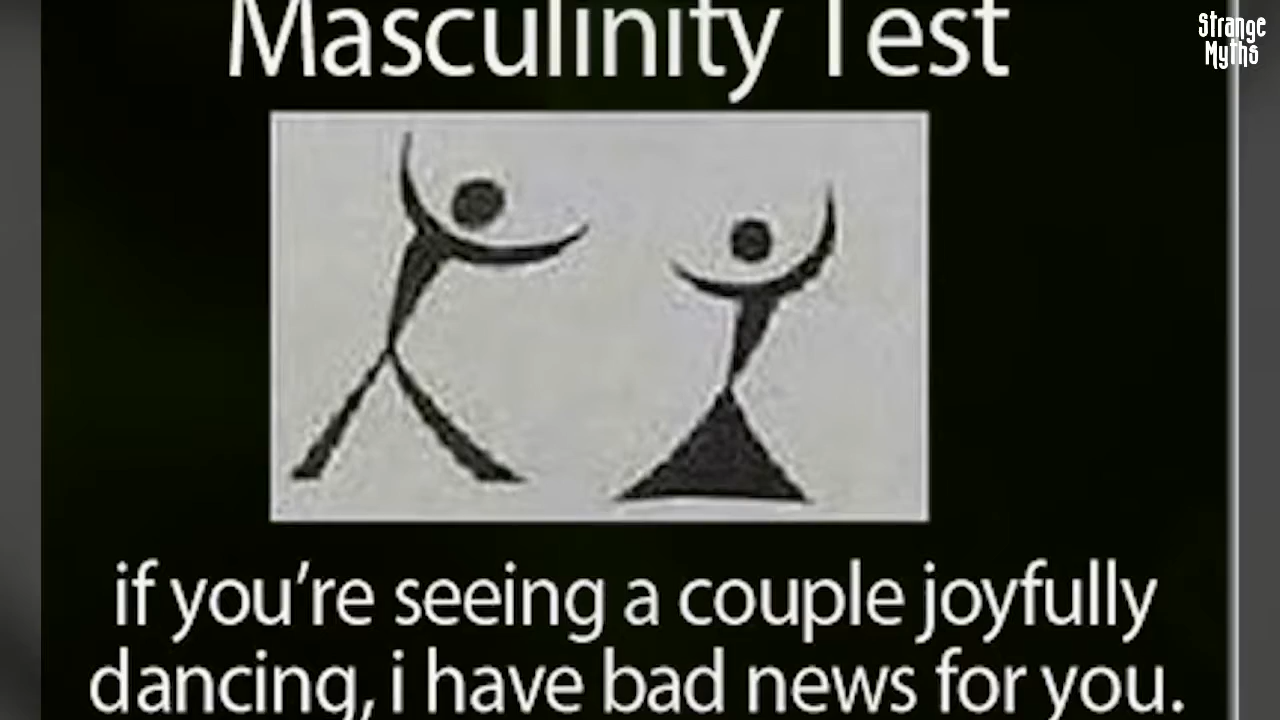 Masculinity Test
Strange
Myths
if you're seeing a couple joyfully
dancing, i have bad news for you.